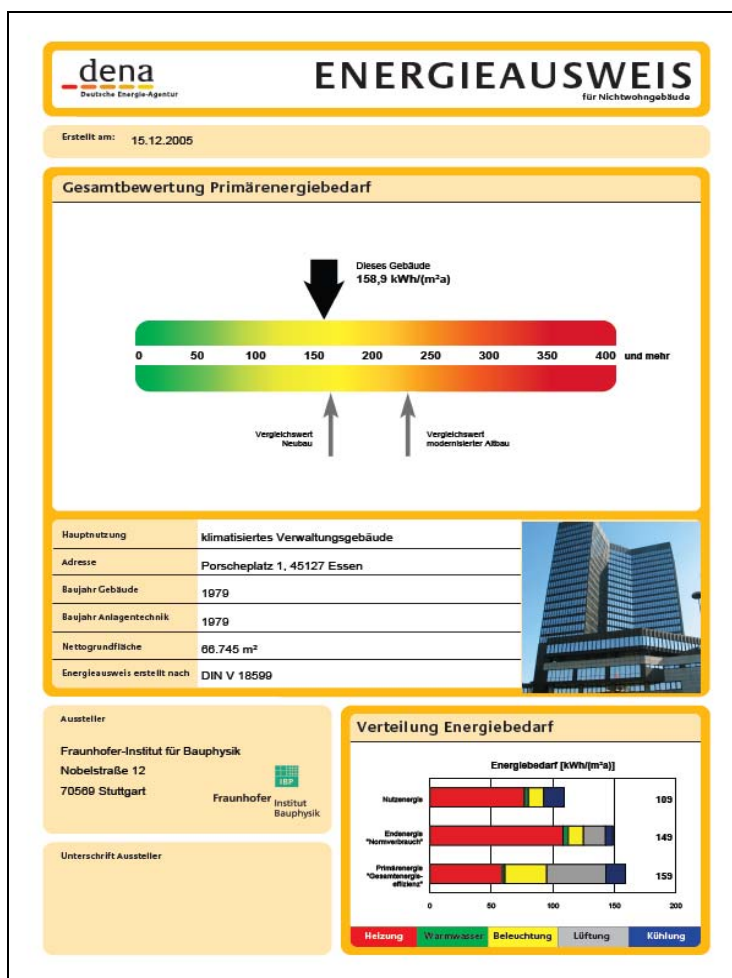 dena
Deutsche Energie-Agentur
ENERGIEAUSWEIS
für Nichtwohngebäude
Erstellt am: 15.12.2005
Gesamtbewertung Primärenergiebedarf
Dieses Gebäude
158,9 kWh/(m²a)
0 50 100 150 200 250 300 350 400 und mehr
Vergleichswert
Neubau
Vergleichswert
modernisierter Altbau
Hauptnutzung klimatisiertes Verwaltungsgebäude
Adresse Porscheplatz 1, 45127 Essen
Baujahr Gebäude 1979
Baujahr Anlagentechnik 1979
Nettogrundfläche 66.745 m²
Energieausweis erstellt nach DIN V 18599
Aussteller
Fraunhofer-Institut für Bauphysik
Nobelstraße 12
70569 Stuttgart
IBP
Fraunhofer Institut
Bauphysik
Unterschrift Aussteller
Verteilung Energiebedarf
Energiebedarf [kWh/(m²a)]
Nutzenergie 109
Endenergie
"Normverbrauch" 149
Primärenergie
"Gesamtenergie-
effizienz" 159
0 50 100 150 200
Heizung Warmwasser Beleuchtung Lüftung Kühlung